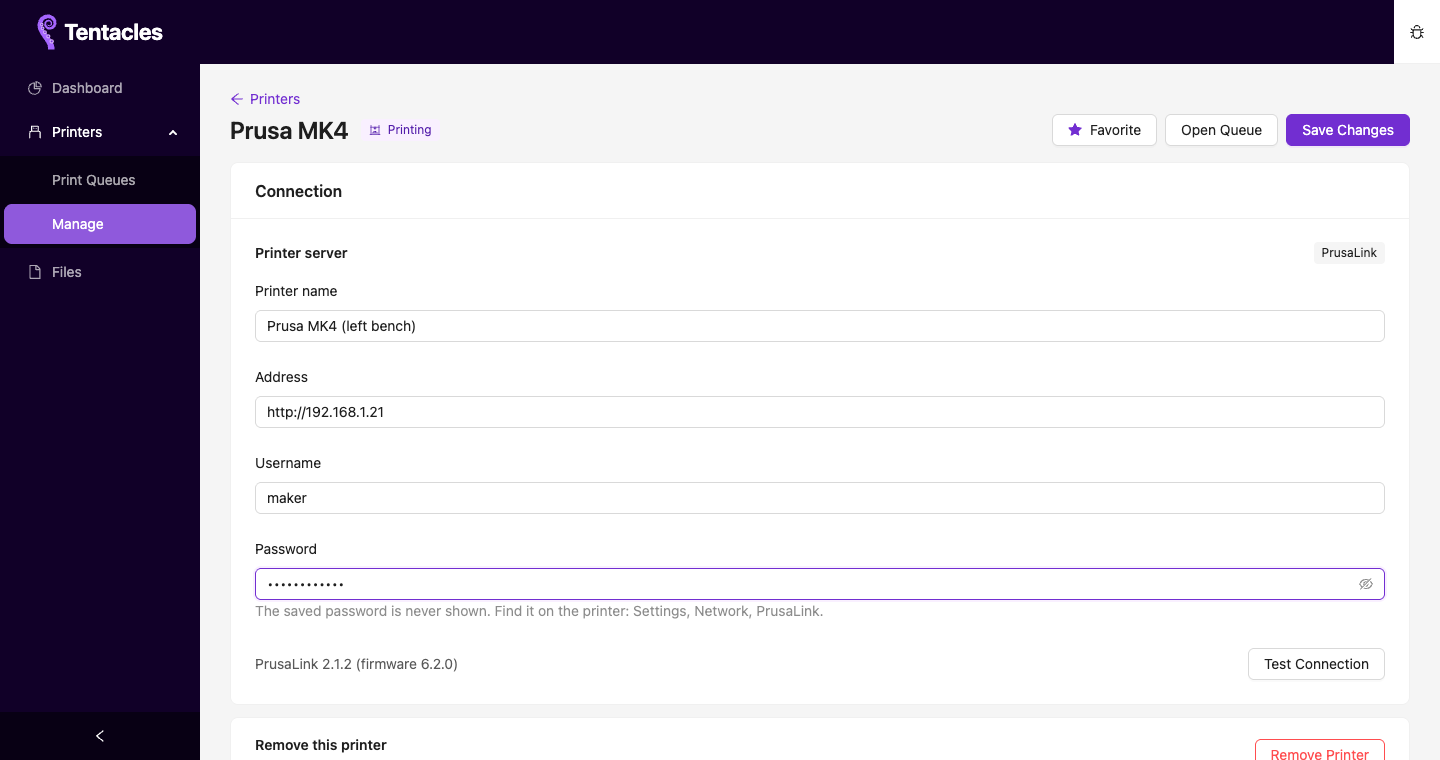 Tentacles
Dashboard
Printers
Print Queues
Manage
Files
Printers
Prusa MK4
Printing
Favorite
Open Queue
Save Changes
Connection
Printer server
PrusaLink
Printer name
Prusa MK4 (left bench)
Address
http://192.168.1.21
Username
maker
Password
••••••••••••
The saved password is never shown. Find it on the printer: Settings, Network, PrusaLink.
PrusaLink 2.1.2 (firmware 6.2.0)
Test Connection
Remove this printer
Remove Printer